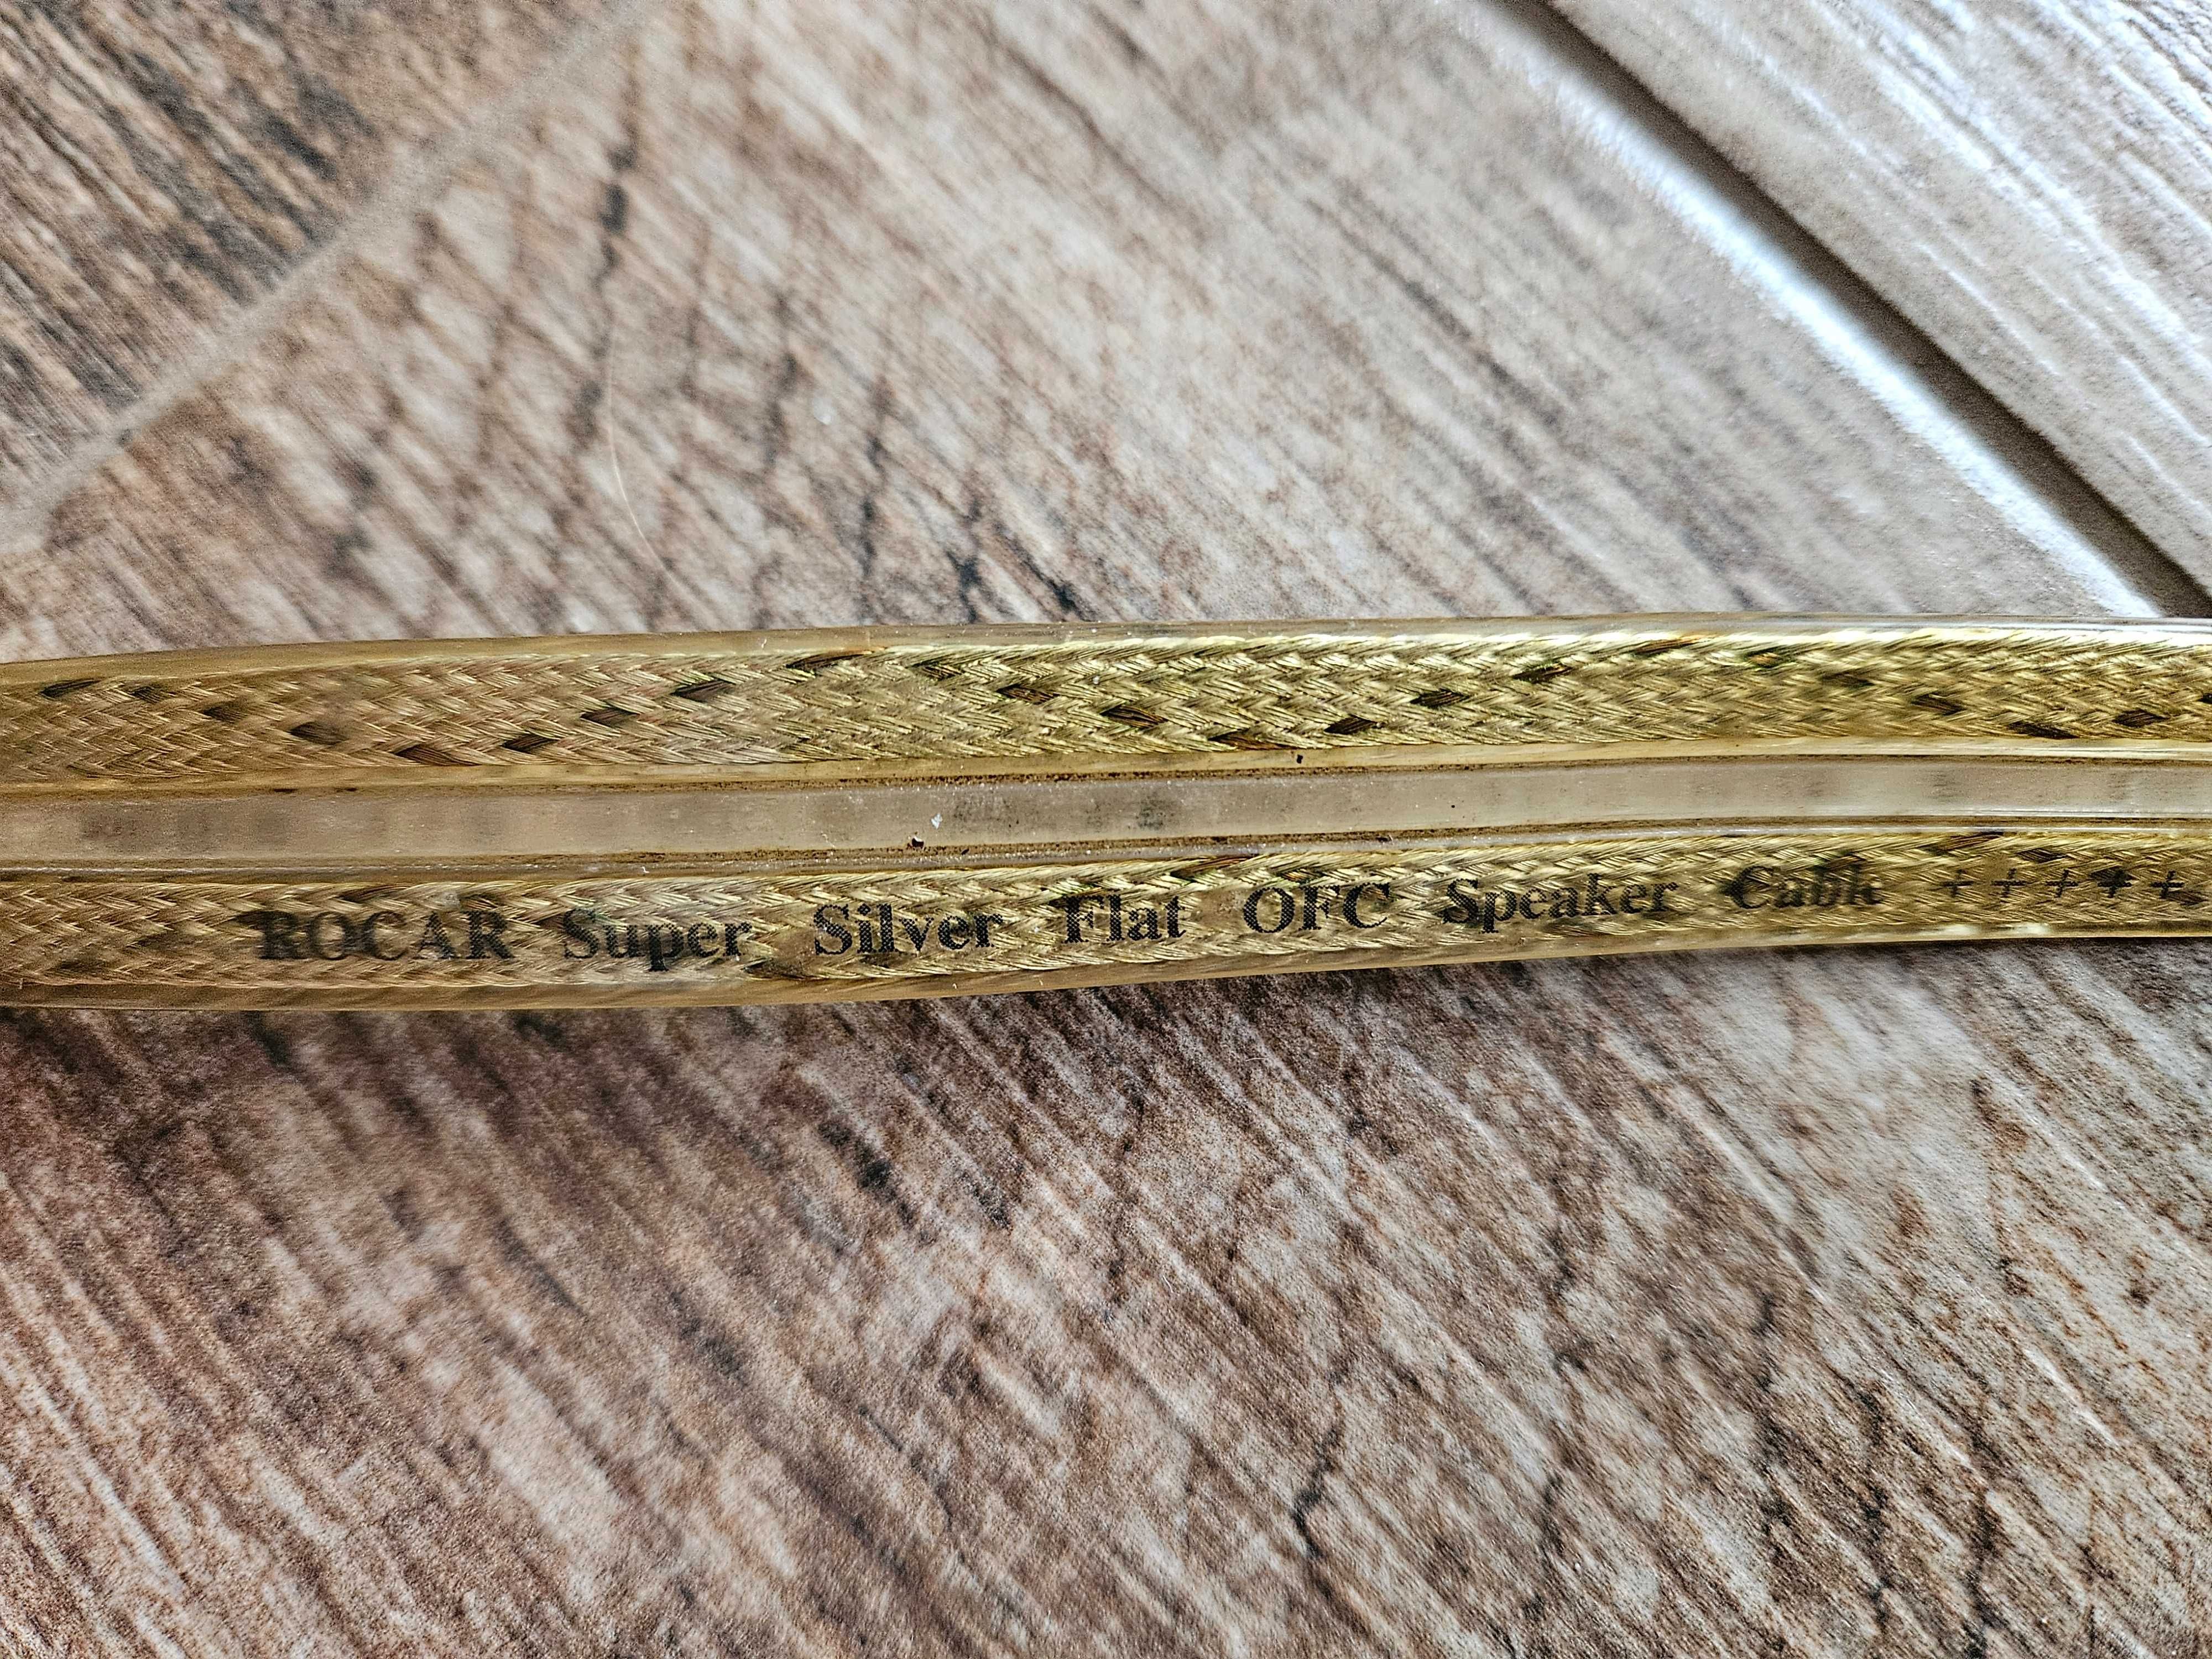 ROCAR Super Silver Flat OFC Speaker Cable + + + + +